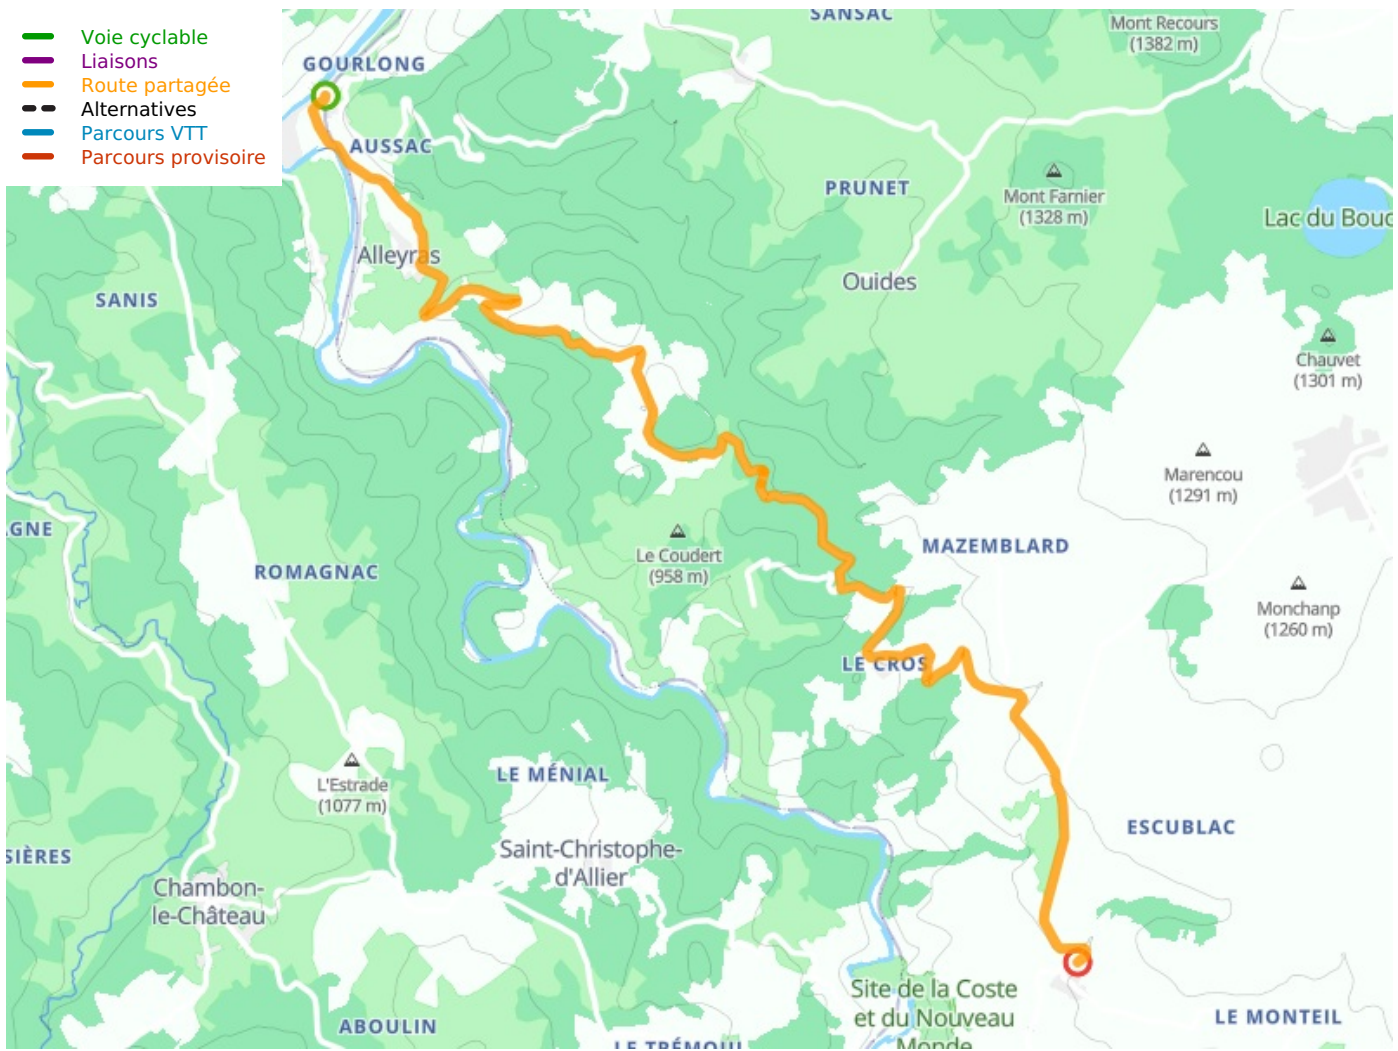 Voie cyclable
Liaisons
Route partagée
Alternatives
Parcours VTT
Parcours provisoire
SANSAC
Mont Recours
(1382 m)
GOURLONG
AUSSAC
PRUNET
Mont Farnier
(1328 m)
Lac du Bouc
Alleyras
Ouides
SANIS
Chauvet
(1301 m)
Marencou
(1291 m)
AGNE
Le Coudert
(958 m)
MAZEMBLARD
ROMAGNAC
Monchanp
(1260 m)
LE CROS
L'Estrade
(1077 m)
LE MÉNIAL
ESCUBLAC
SIÈRES
Saint-Christophe-
d'Allier
Chambon-
le-Château
Site de la Coste
et du Nouveau
Monde
LE MONTEIL
ABOULIN
LE TRÉMOUL